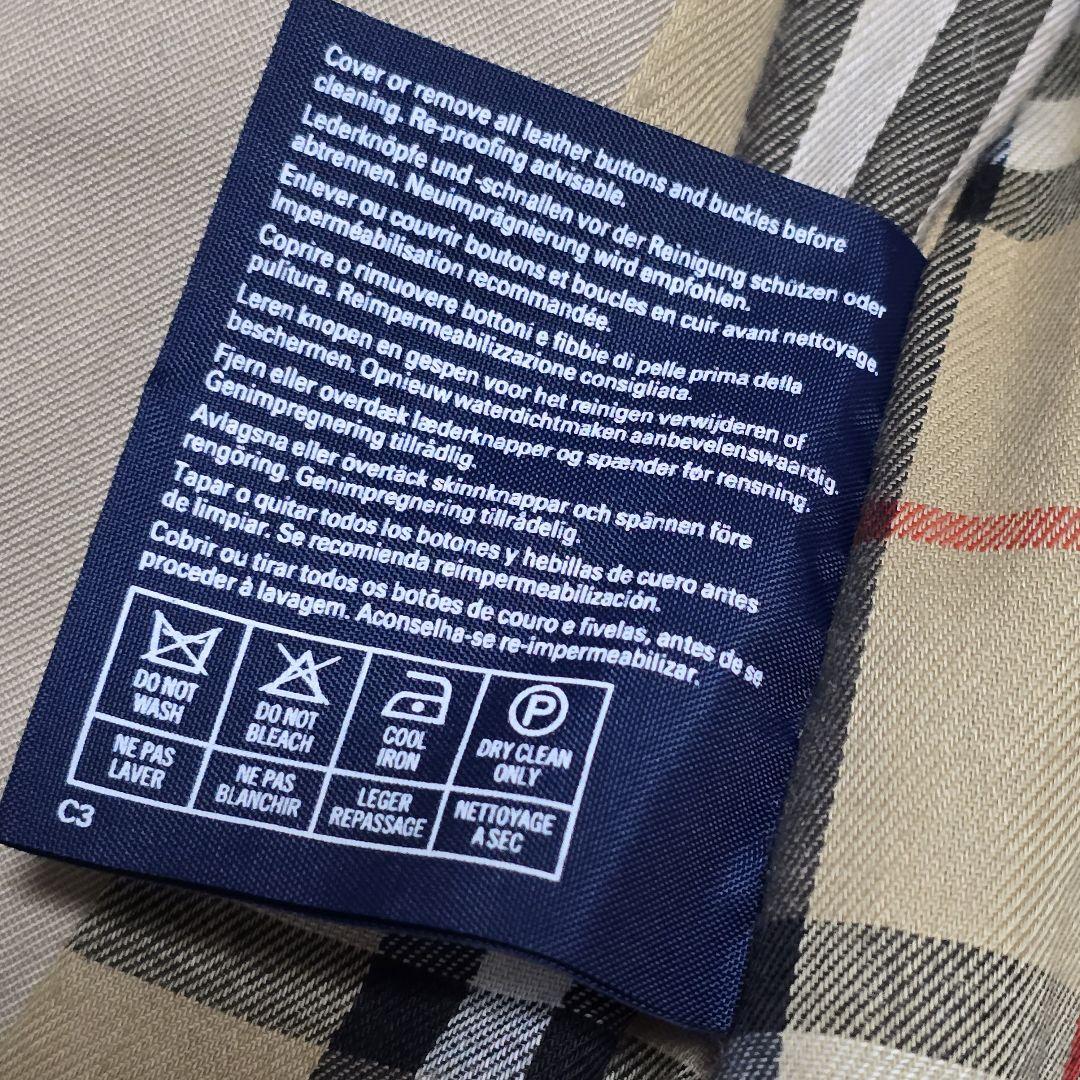 Cover or remove all leather buttons and buckles before
cleaning. Re-proofing advisable.
Lederknöpfe und -schnallen vor der Reinigung schützen oder
abtrennen. Neuimprägnierung wird empfohlen.
Enlever ou couvrir boutons et boucles en cuir avant nettoyage.
Imperméabilisation recommandée.
Coprire o rimuovere bottoni e fibbie di pelle prima della
pulitura. Reimpermeabilizzazione consigliata.
Leren knopen en gespen voor het reinigen verwijderen of
beschermen. Opnieuw waterdichtmaken aanbevelenswaardig.
Fjern eller overdæk læderknapper og spænder før rensning.
Genimpregnering tillrådlig.
Avlagsna eller övertäck skinnknappar och spännen före
rengöring. Genimpregnering tillrådelig.
Tapar o quitar todos los botones y hebillas de cuero antes
de limpiar. Se recomienda reimpermeabilización.
Cobrir ou tirar todos os botões de couro e fivelas, antes de se
proceder à lavagem. Aconselha-se re-impermeabilizar.
DO NOT
WASH
DO NOT
BLEACH
COOL
IRON
P
DRY CLEAN
ONLY
NE PAS
LAVER
NE PAS
BLANCHIR
LEGER
REPASSAGE
NETTOYAGE
A SEC
C3